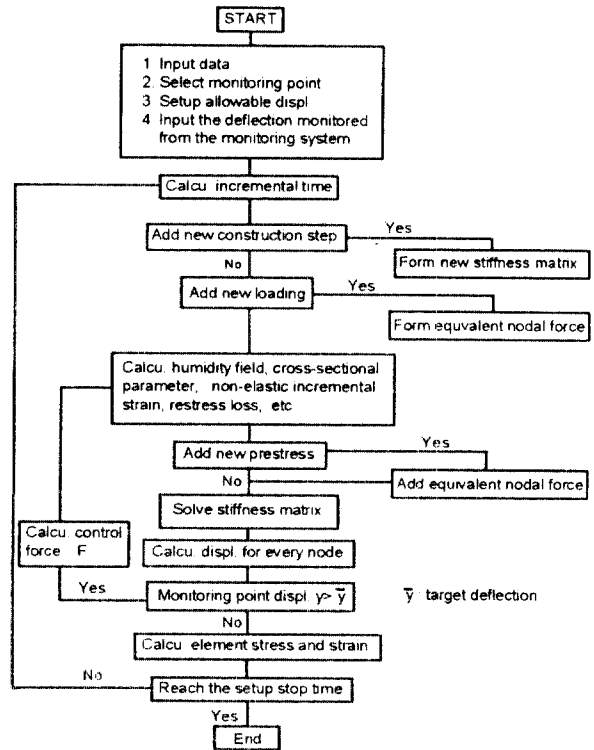 START
1 Input data
2. Select monitoring point
3 Setup allowable displ
4 Input the deflection monitored
from the monitoring system
Calcu. incremental time
Add new construction step
Yes
Form new stiffness matrix
No
Add new loading
Yes
Form equvalent nodal force
Calcu. humidity field, cross-sectional
parameter, non-elastic incremental
strain, restress loss, etc
Add new prestress
Yes
No
Add equivalent nodal force
Solve stiffness matrix
Calcu. control
force F
Calcu. displ. for every node
Yes
Monitoring point displ. y> ȳ
ȳ target deflection
No
Calcu element stress and strain
No
Reach the setup stop time
Yes
End